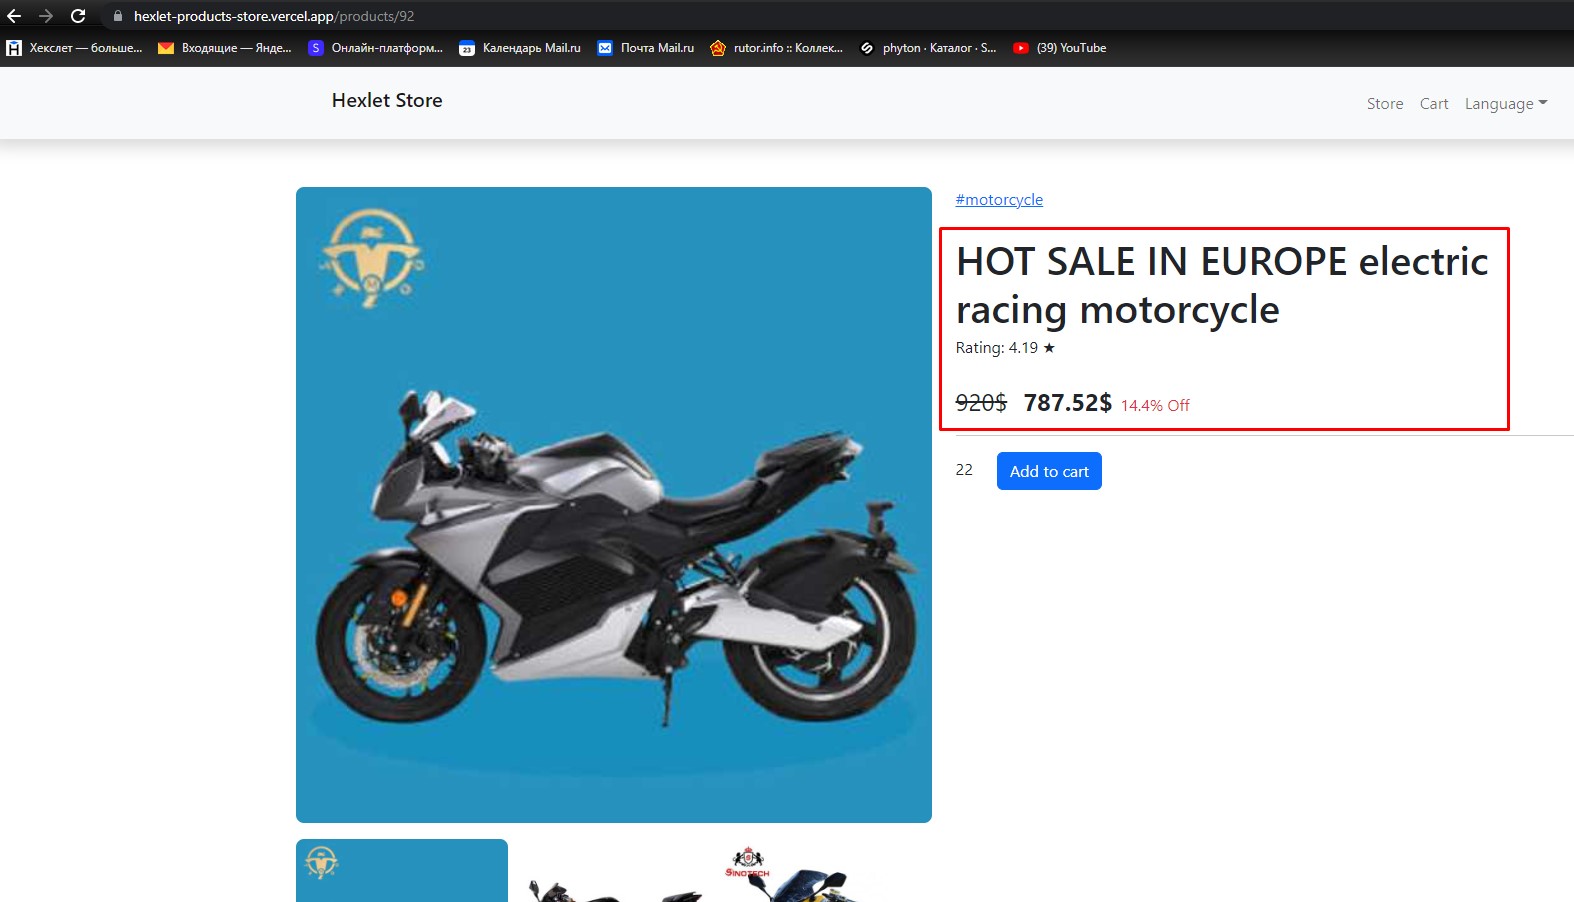 hexlet-products-store.vercel.app/products/92
Хекслет — больше... Входящие — Янде... Онлайн-платформ... 23 Календарь Mail.ru Почта Mail.ru rutor.info :: Коллек... phyton · Каталог · S... (39) YouTube
Hexlet Store
Store Cart Language
#motorcycle
HOT SALE IN EUROPE electric
racing motorcycle
Rating: 4.19 ★
920$ 787.52$ 14.4% Off
22 Add to cart
SINOTECH